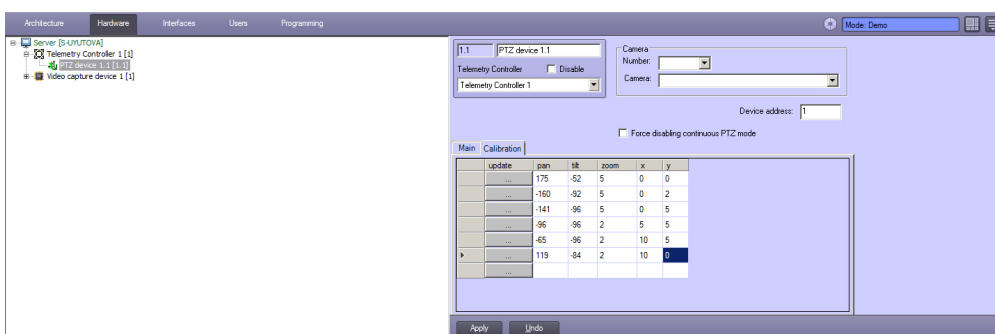 Architecture Hardware Interfaces Users Programming Mode: Demo
Server [S-UYUTOVA]
Telemetry Controller 1 [1]
PTZ device 1.1 [1.1]
Video capture device 1 [1]
1.1 PTZ device 1.1
Telemetry Controller Disable
Telemetry Controller 1
Camera
Number:
Camera:
Device address: 1
Force disabling continuous PTZ mode
Main Calibration
update pan tilt zoom x y
... 175 -52 5 0 0
... -160 -92 5 0 2
... -141 -96 5 0 5
... -96 -96 2 5 5
... -65 -96 2 10 5
... 119 -84 2 10 0
...
Apply Undo